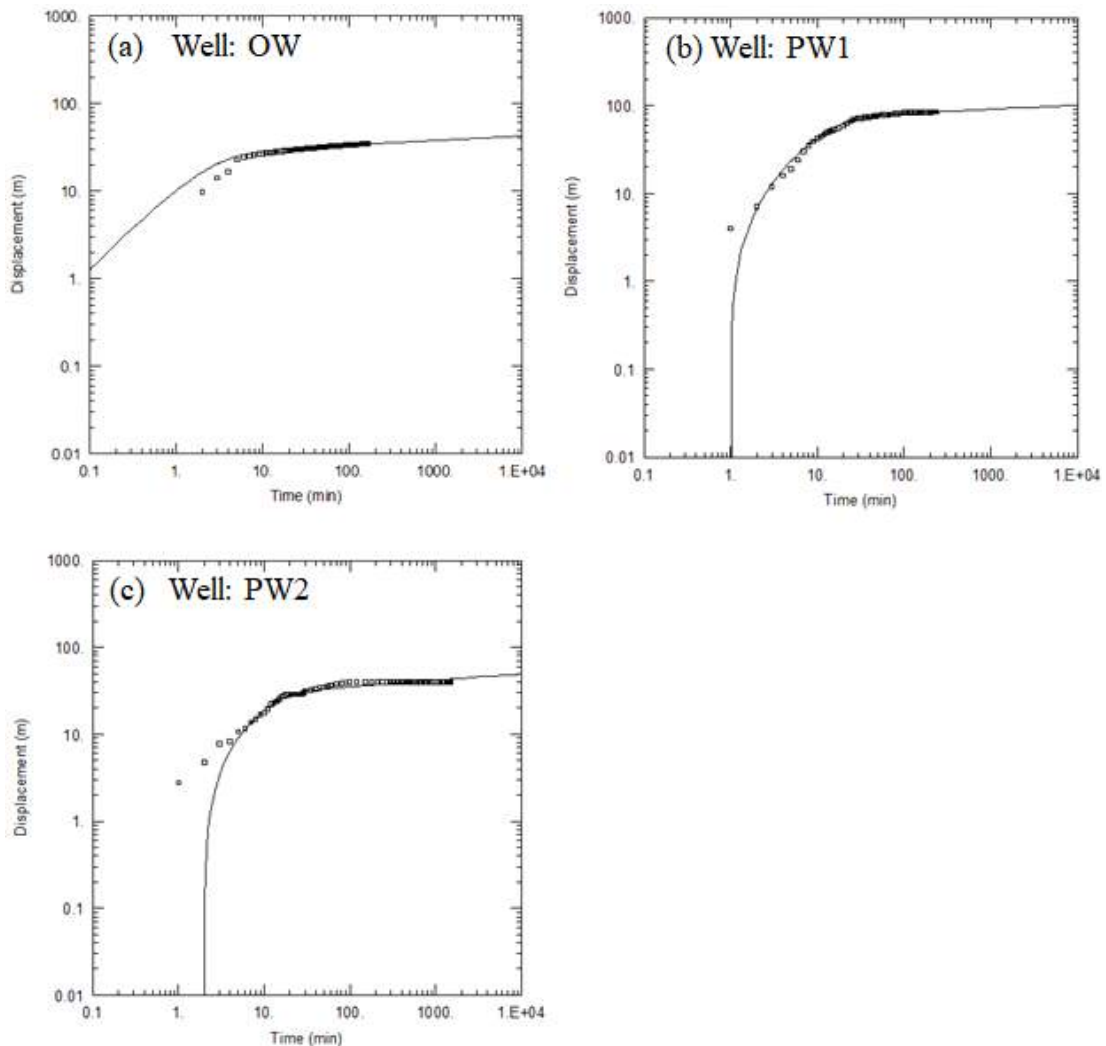 (a) Well: OW
1000.
100.
10.
1.
0.1
0.01
Displacement (m)
0.1 1. 10. 100. 1000. 1.E+04
Time (min)
(b) Well: PW1
1000.
100.
10.
1.
0.1
0.01
Displacement (m)
0.1 1. 10. 100. 1000. 1.E+04
Time (min)
(c) Well: PW2
1000.
100.
10.
1.
0.1
0.01
Displacement (m)
0.1 1. 10. 100. 1000. 1.E+04
Time (min)